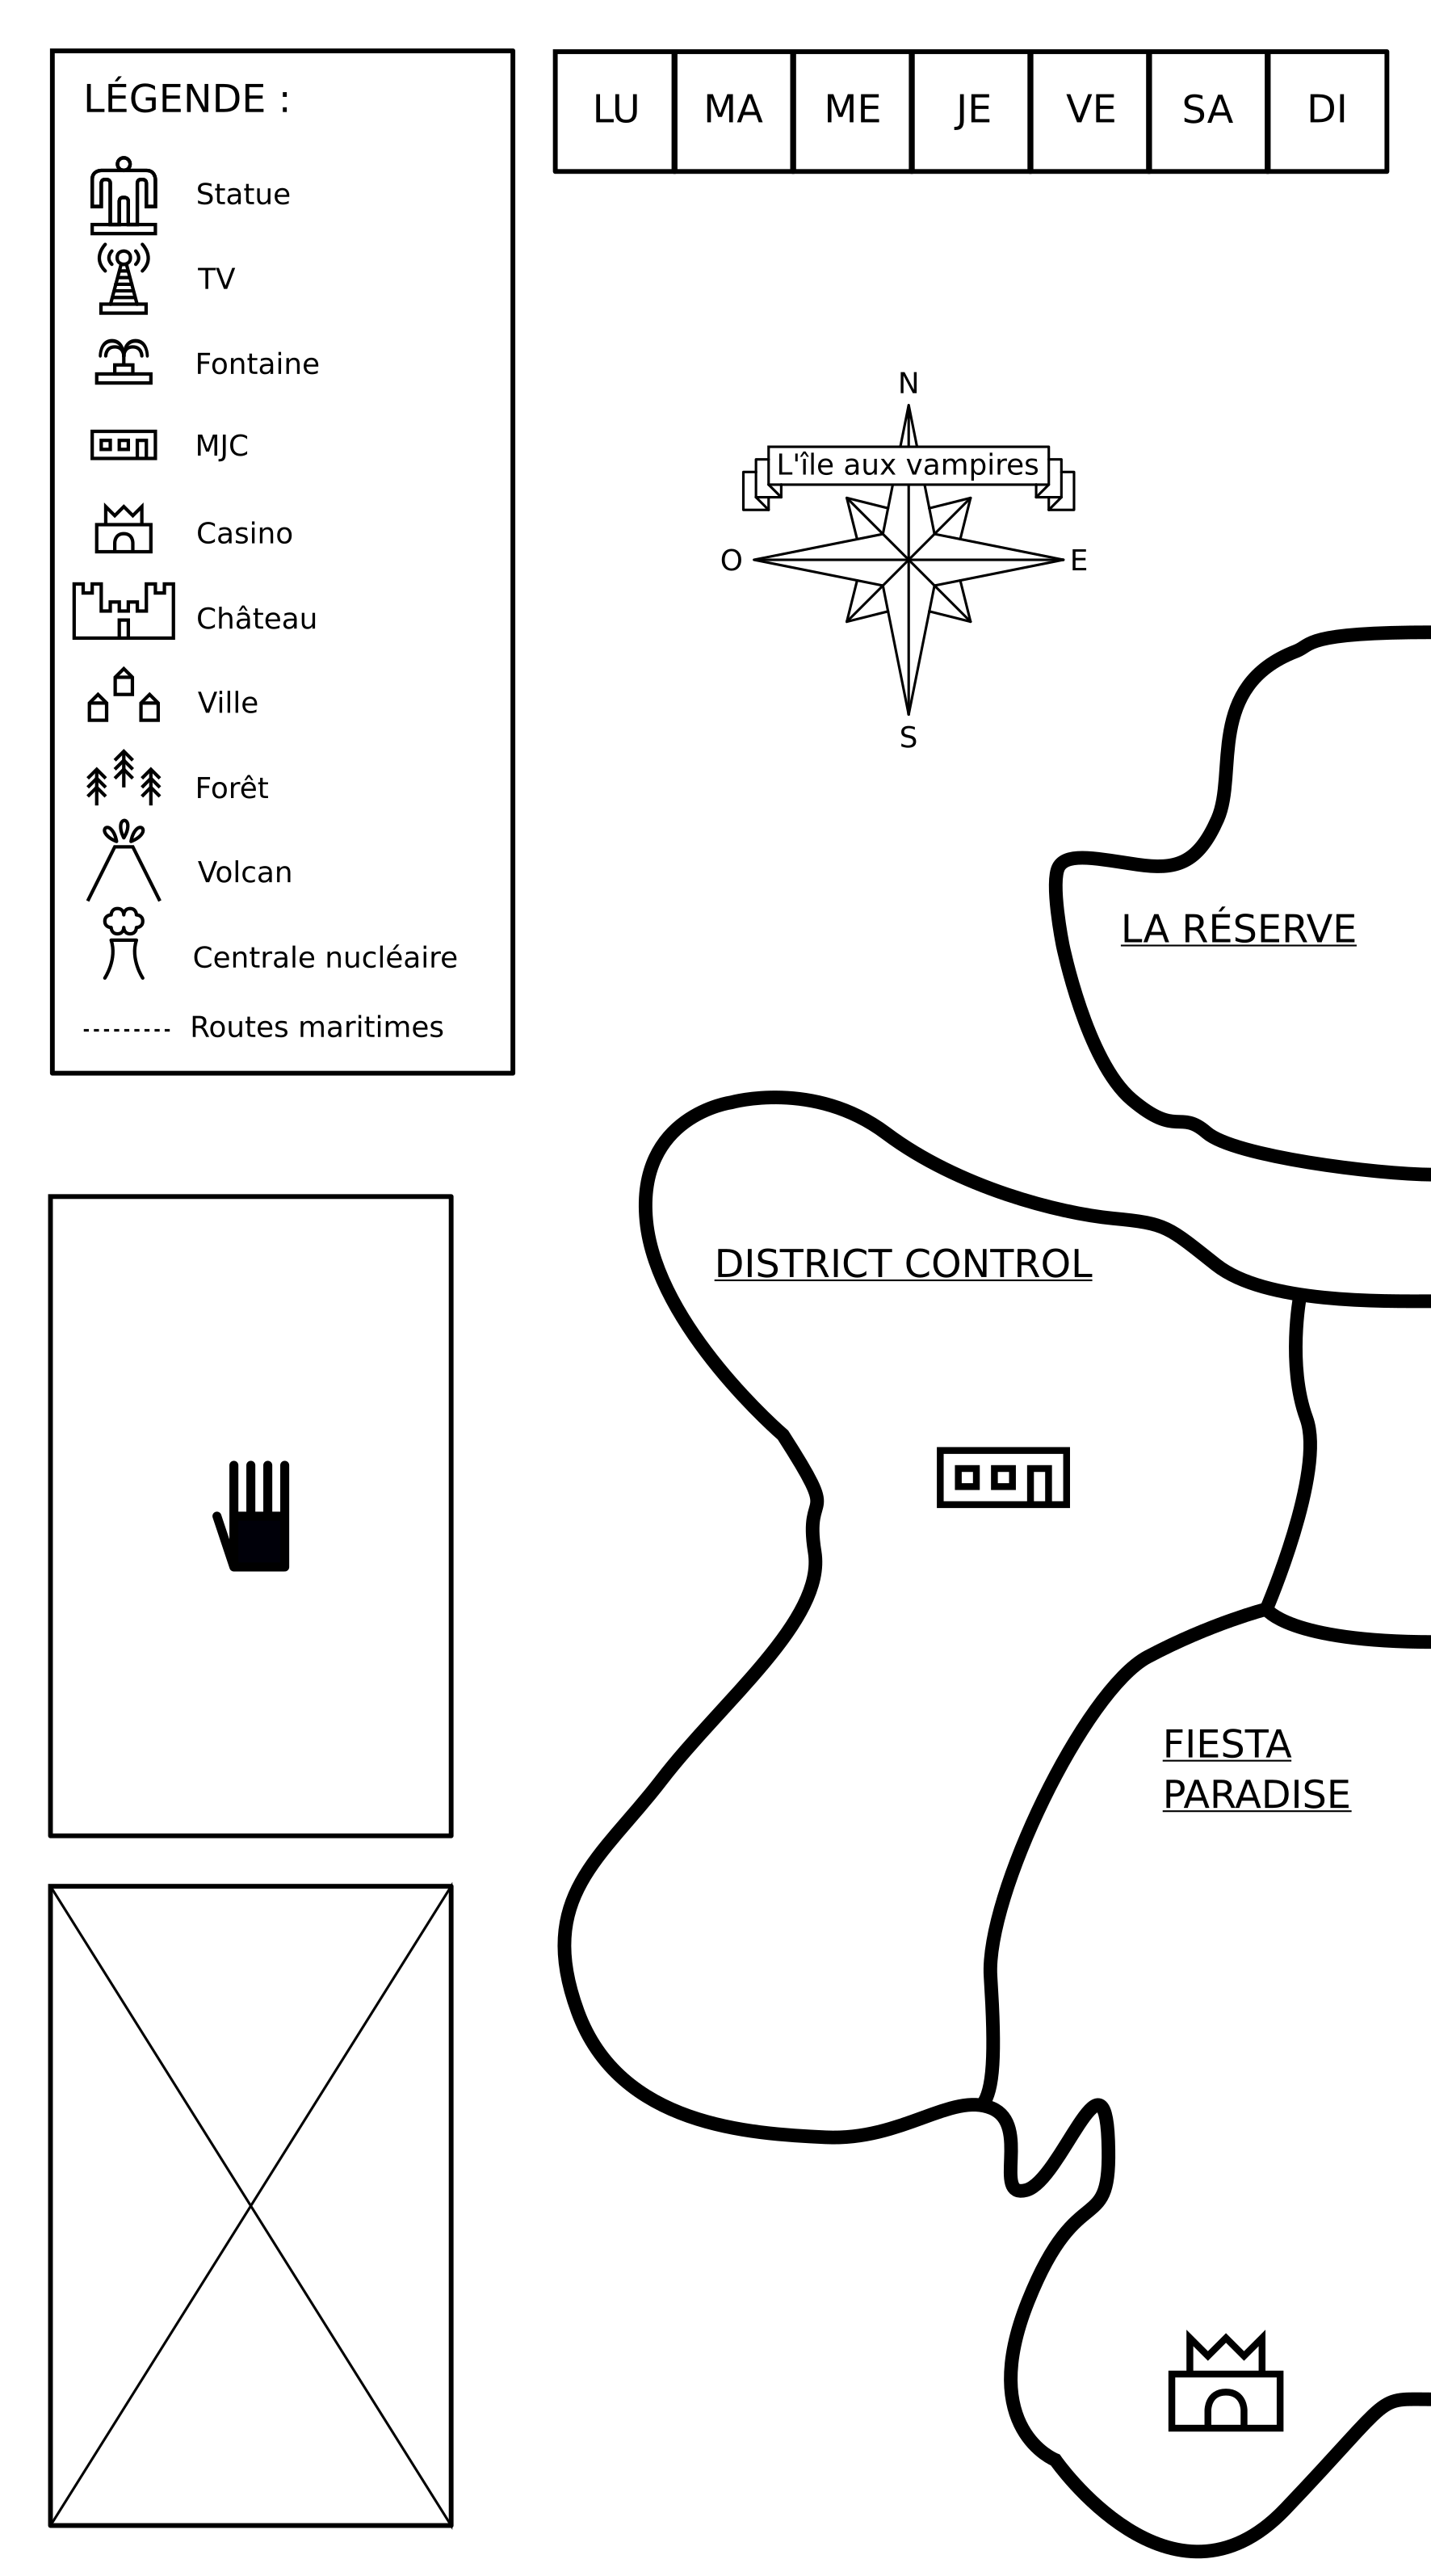 LÉGENDE :
Statue
TV
Fontaine
MJC
Casino
Château
Ville
Forêt
Volcan
Centrale nucléaire
Routes maritimes
LU MA ME JE VE SA DI
N
L'île aux vampires
O E
S
LA RÉSERVE
DISTRICT CONTROL
FIESTA
PARADISE